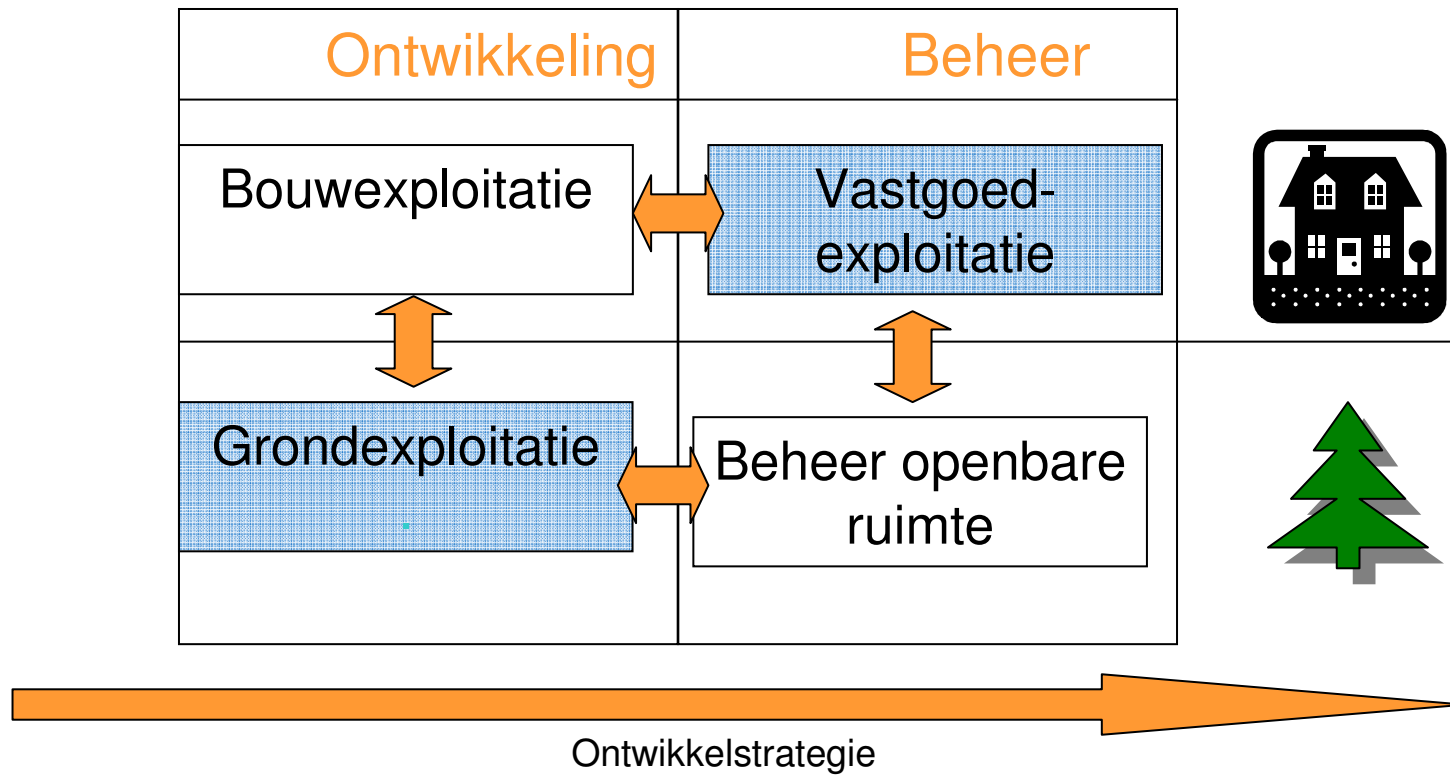 Ontwikkeling
Beheer
Bouwexploitatie
Vastgoed-
exploitatie
Grondexploitatie
Beheer openbare
ruimte
Ontwikkelstrategie